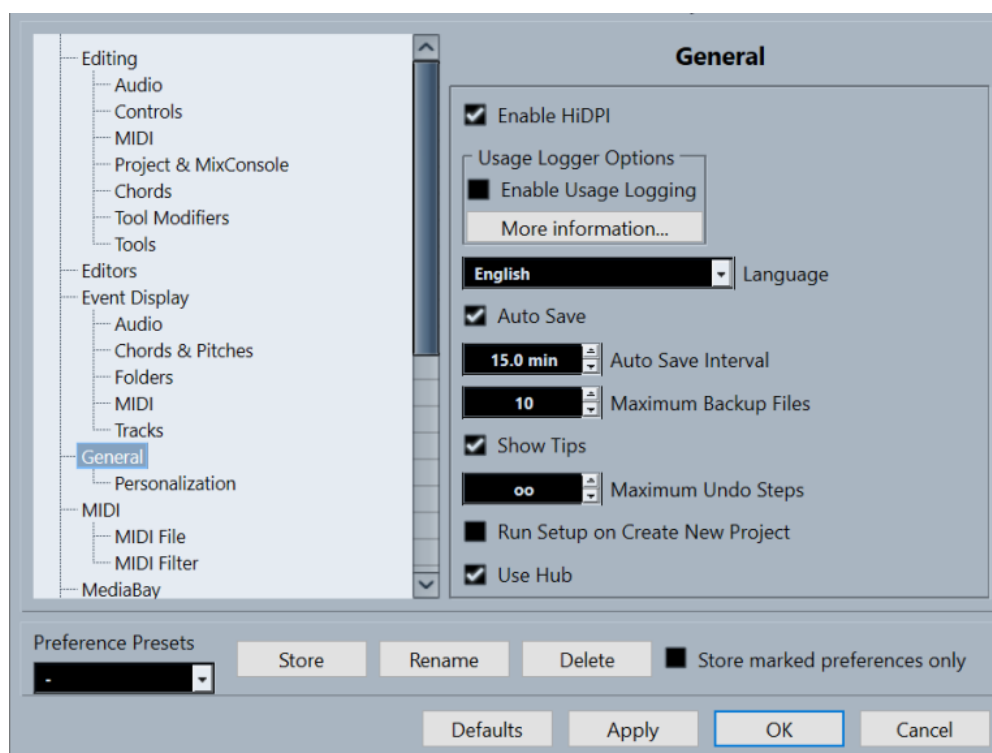 Editing
Audio
Controls
MIDI
Project & MixConsole
Chords
Tool Modifiers
Tools
Editors
Event Display
Audio
Chords & Pitches
Folders
MIDI
Tracks
General
Personalization
MIDI
MIDI File
MIDI Filter
MediaBay
General
Enable HiDPI
Usage Logger Options
Enable Usage Logging
More information...
English Language
Auto Save
15.0 min Auto Save Interval
10 Maximum Backup Files
Show Tips
oo Maximum Undo Steps
Run Setup on Create New Project
Use Hub
Preference Presets
-
Store Rename Delete Store marked preferences only
Defaults Apply OK Cancel